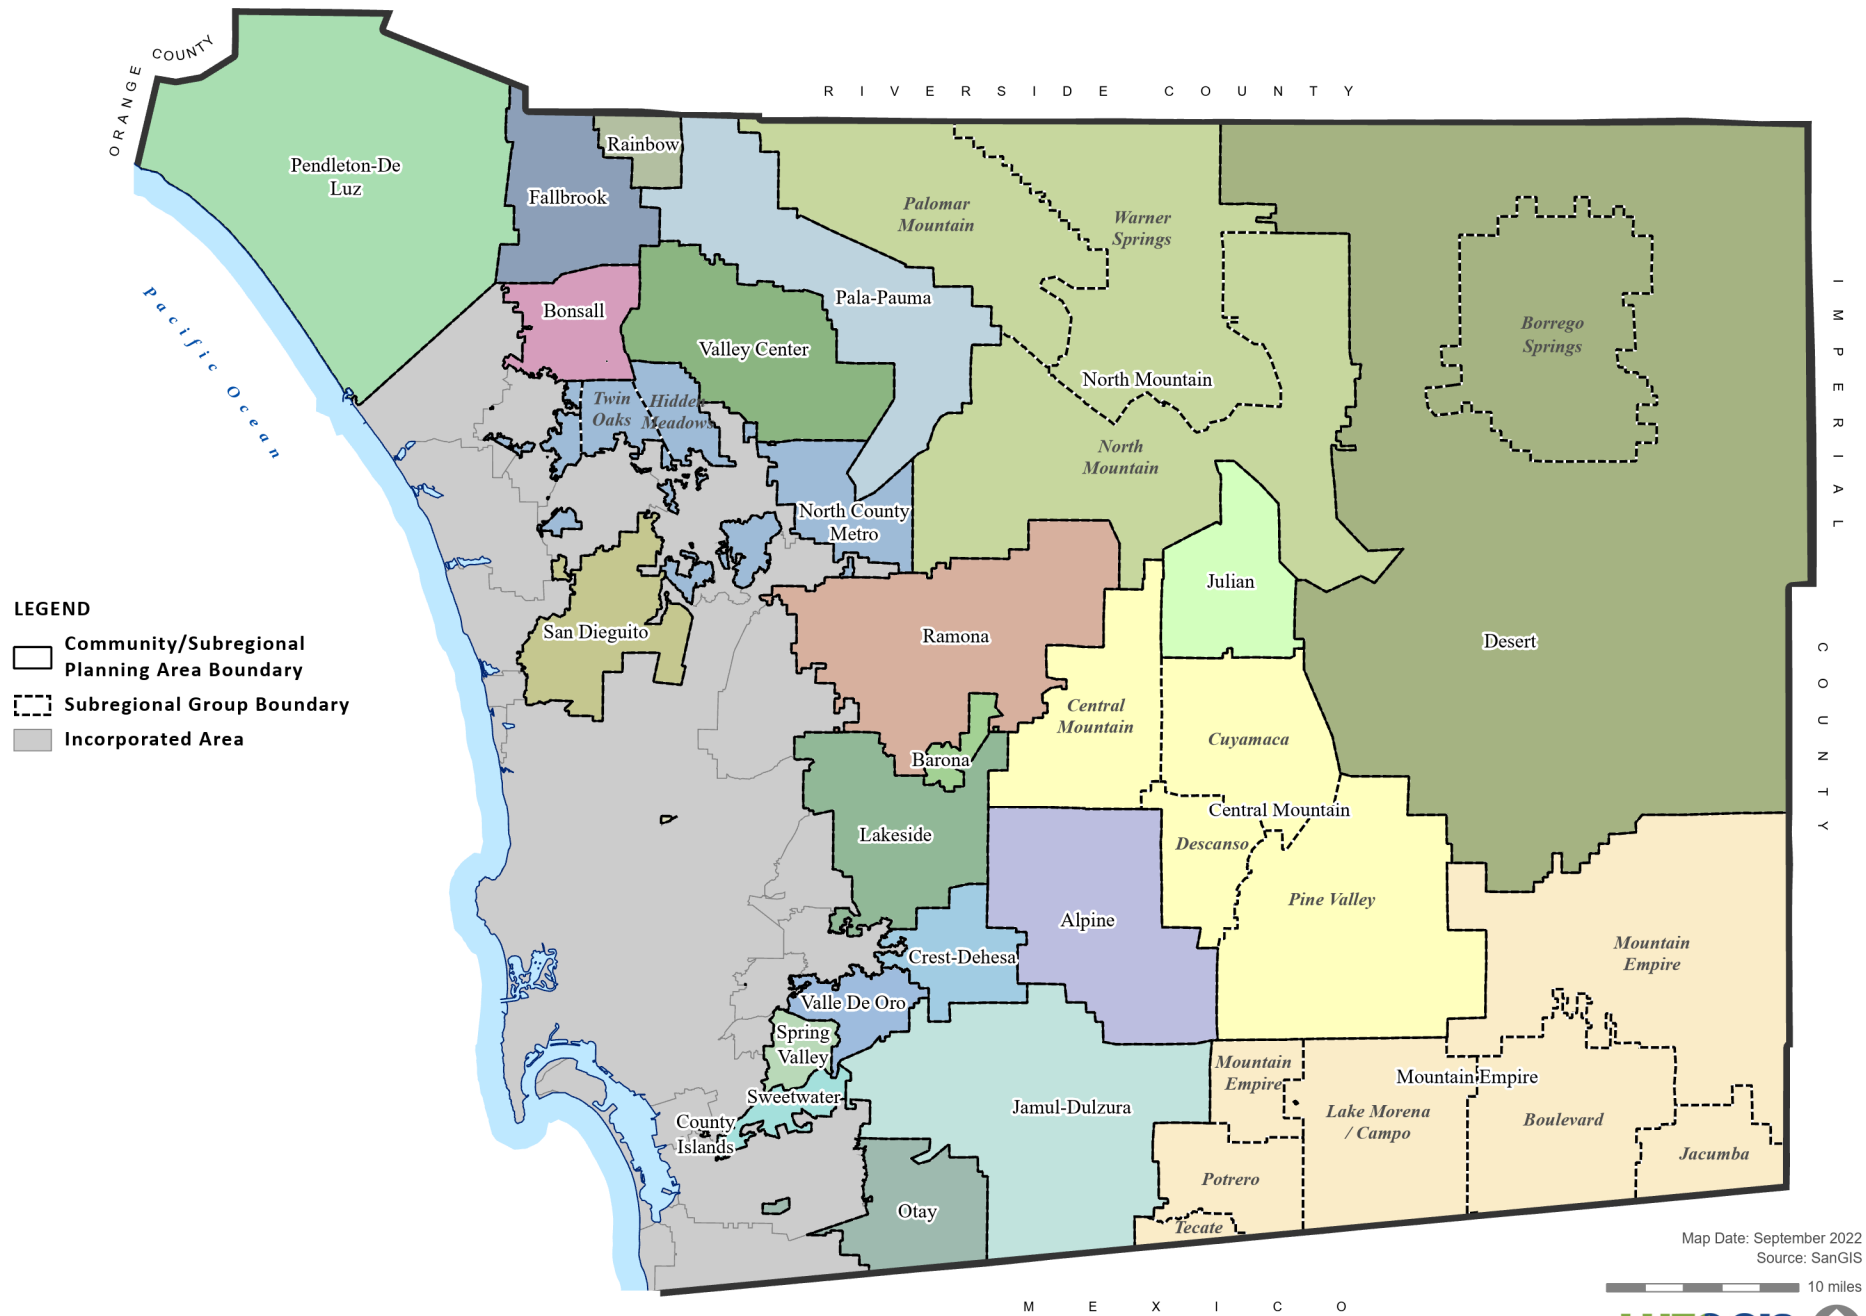 ORANGE COUNTY
RIVERSIDE COUNTY
Rainbow
Pendleton-De
Luz
Fallbrook
Palomar
Mountain
Warner
Springs
Pala-Pauma
Bonsall
Borrego
Springs
Valley Center
North Mountain
Pacific Ocean
IMPERIAL
COUNTY
Twin
Oaks
Hidden
Meadows
North
Mountain
North County
Metro
Julian
LEGEND
Community/Subregional
Planning Area Boundary
Subregional Group Boundary
Incorporated Area
San Dieguito
Ramona
Desert
Central
Mountain
Cuyamaca
Barona
Central Mountain
Lakeside
Descanso
Pine Valley
Alpine
Mountain
Empire
Crest-Dehesa
Valle De Oro
Spring
Valley
Mountain
Empire
Mountain Empire
Sweetwater
Jamul-Dulzura
Lake Morena
/ Campo
Boulevard
County
Islands
Jacumba
Potrero
Otay
Tecate
Map Date: September 2022
Source: SanGIS
10 miles
MEXICO